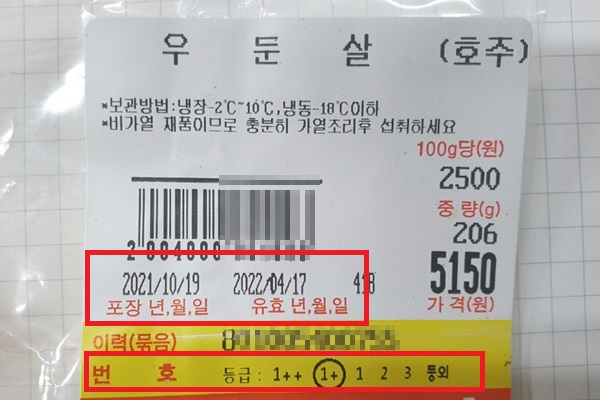 우 둔 살 (호주)
*보관방법:냉장-2℃~10℃,냉동-18℃이하
*비가열 제품이므로 충분히 가열조리후 섭취하세요
100g당(원)
2500
중 량(g)
206
2 004000
2021/10/19 2022/04/17 418 5150
포장 년,월,일 유효 년,월,일 가 격(원)
이력(묶음)
번 호 등급 : 1++ 1+ 1 2 3 등외